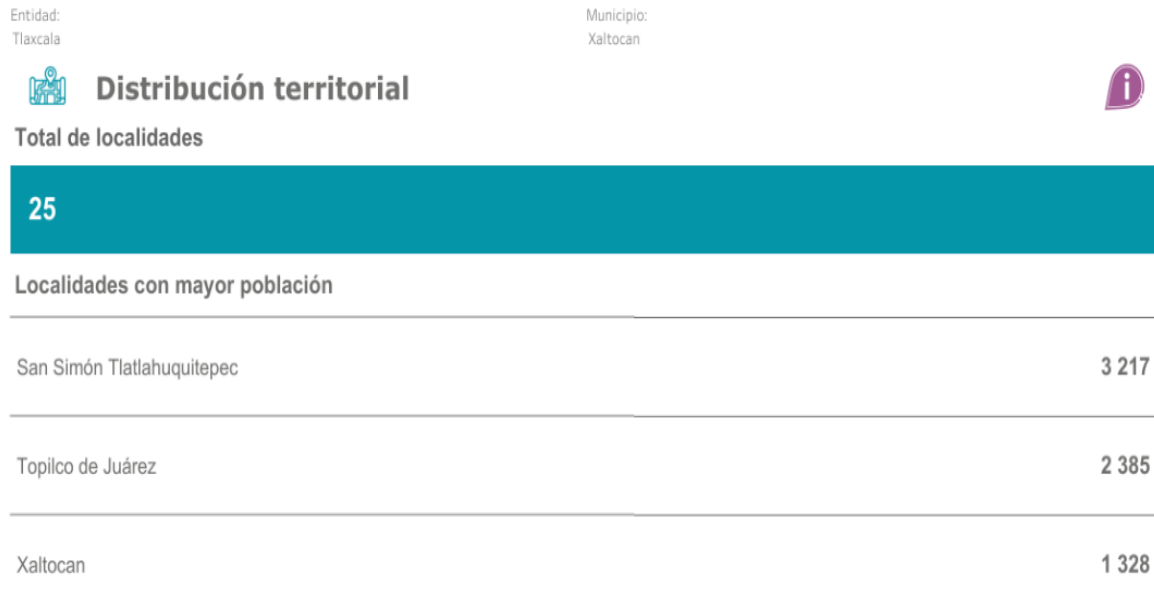 Entidad: Municipio:
Tlaxcala Xaltocan
Distribución territorial i
Total de localidades
25
Localidades con mayor población
San Simón Tlatlahuquitepec 3 217
Topilco de Juárez 2 385
Xaltocan 1 328